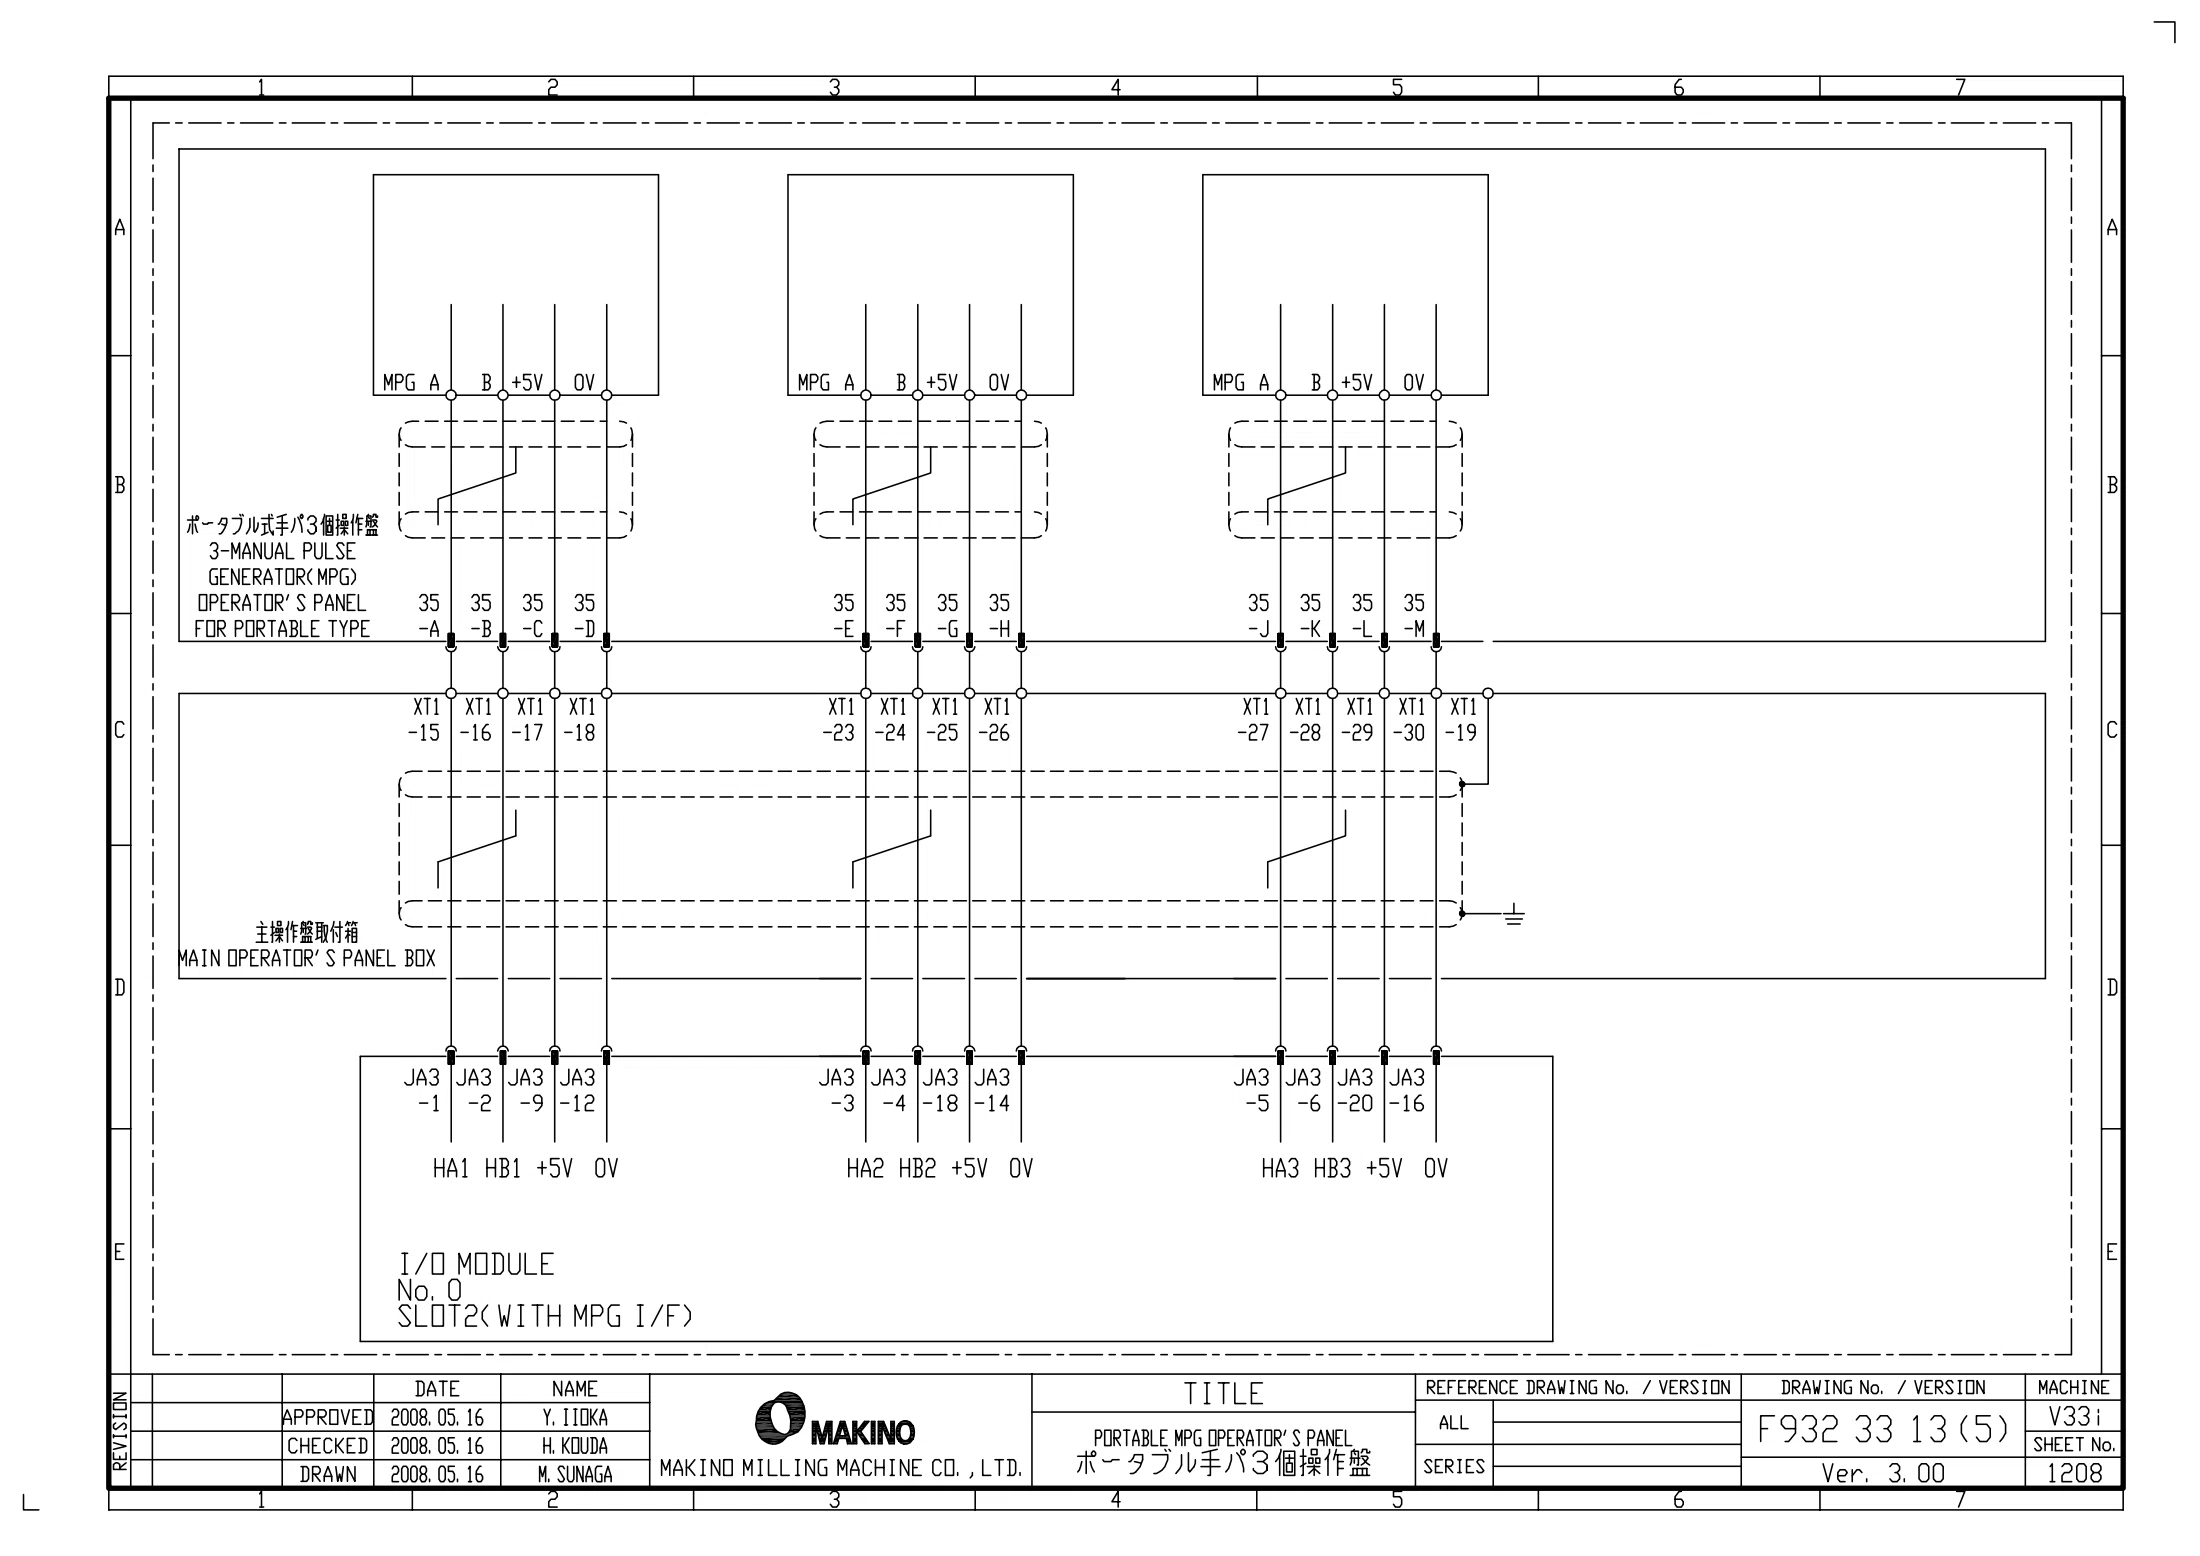 1 2 3 4 5 6 7
A A
MPG A B +5V 0V MPG A B +5V 0V MPG A B +5V 0V
B B
ポータブル式手パ3個操作盤
3-MANUAL PULSE
GENERATOR(MPG)
OPERATOR'S PANEL
FOR PORTABLE TYPE
35 35 35 35 35 35 35 35 35 35 35 35
-A -B -C -D -E -F -G -H -J -K -L -M
XT1 XT1 XT1 XT1 XT1 XT1 XT1 XT1 XT1 XT1 XT1 XT1 XT1
-15 -16 -17 -18 -23 -24 -25 -26 -27 -28 -29 -30 -19
C C
主操作盤取付箱
MAIN OPERATOR'S PANEL BOX
D D
JA3 JA3 JA3 JA3 JA3 JA3 JA3 JA3 JA3 JA3 JA3 JA3
-1 -2 -9 -12 -3 -4 -18 -14 -5 -6 -20 -16
HA1 HB1 +5V 0V HA2 HB2 +5V 0V HA3 HB3 +5V 0V
E E
I/O MODULE
No. 0
SLOT2(WITH MPG I/F)
REVISION
DATE NAME
APPROVED 2008.05.16 Y. IIOKA
CHECKED 2008.05.16 H. KOUDA
DRAWN 2008.05.16 M. SUNAGA
MAKINO
MAKINO MILLING MACHINE CO.,LTD.
TITLE
PORTABLE MPG OPERATOR'S PANEL
ポータブル手パ3個操作盤
REFERENCE DRAWING No. / VERSION
ALL
SERIES
DRAWING No. / VERSION
F932 33 13(5)
Ver. 3.00
MACHINE
V33i
SHEET No.
1208
1 2 3 4 5 6 7